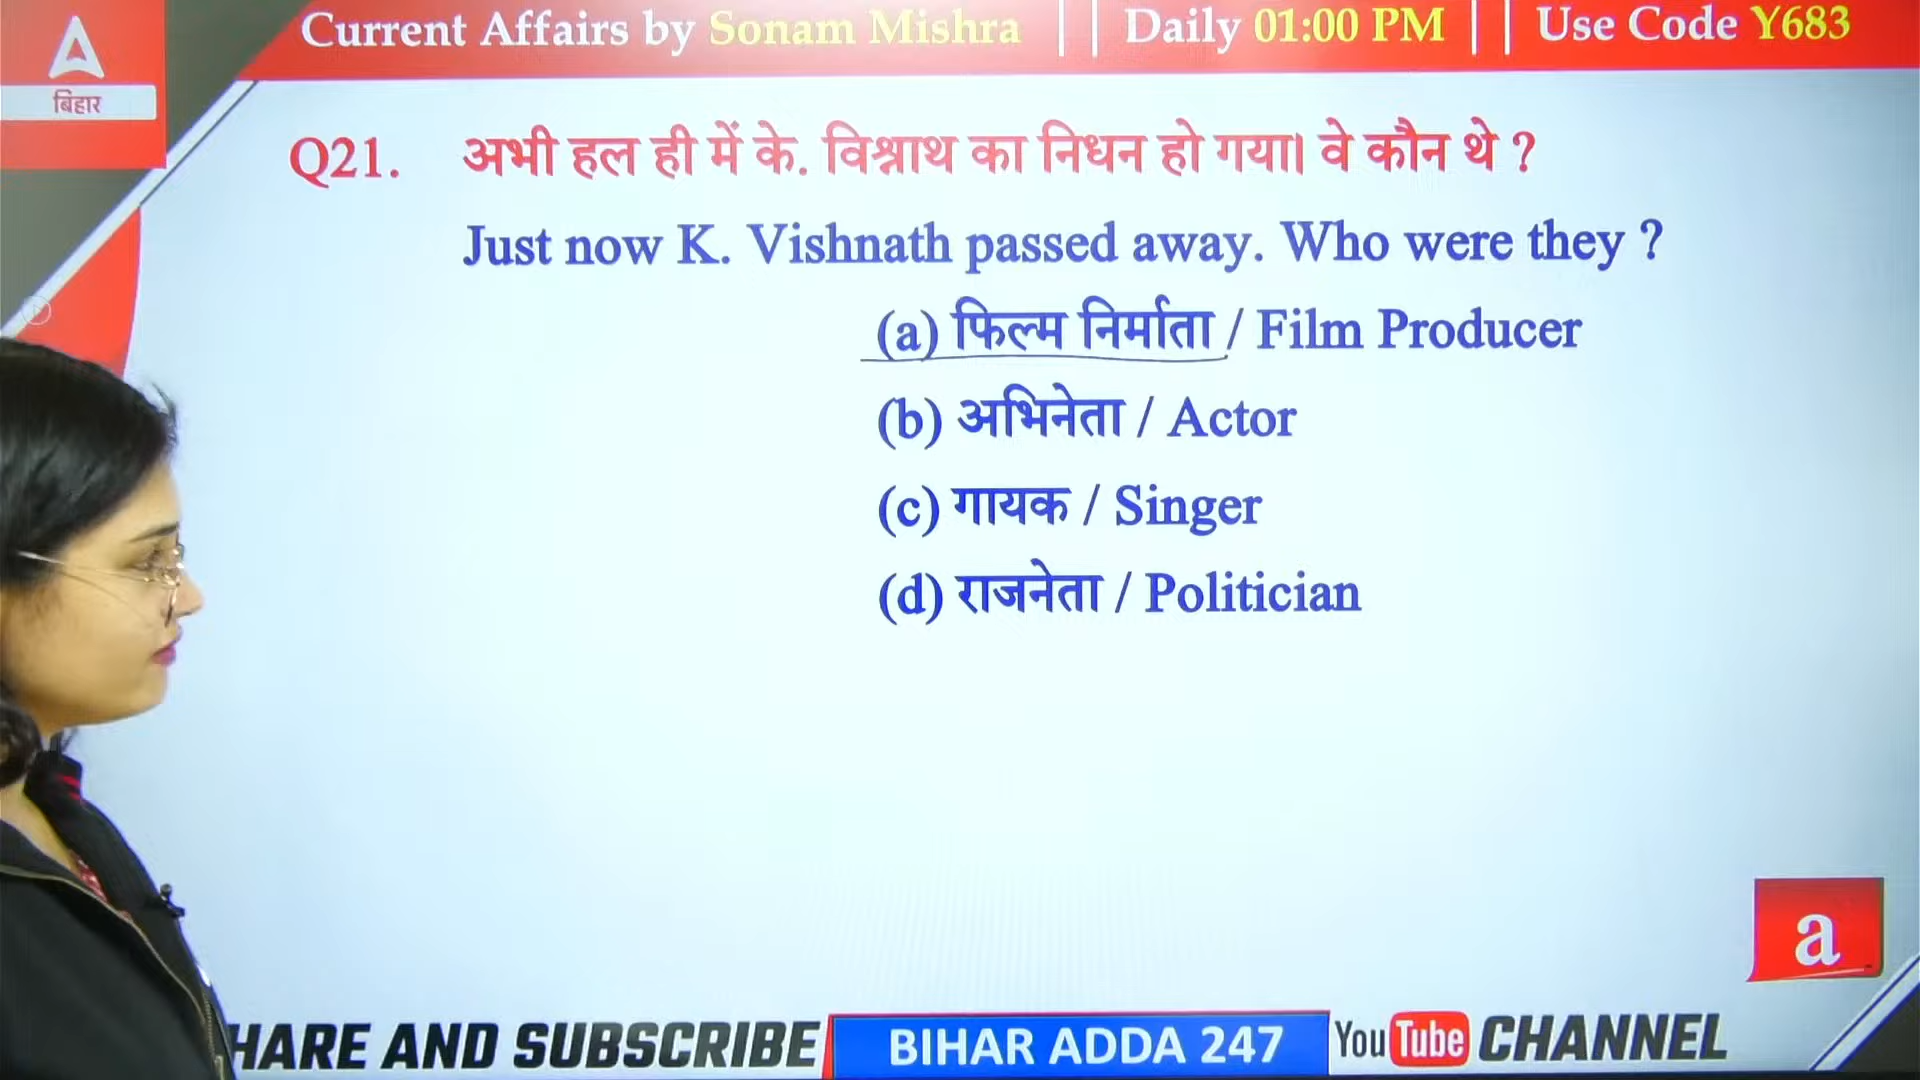 Current Affairs by Sonam Mishra || Daily 01:00 PM || Use Code Y683
बिहार
Q21. अभी हल ही में के. विश्नाथ का निधन हो गया। वे कौन थे ?
Just now K. Vishnath passed away. Who were they ?
(a) फिल्म निर्माता / Film Producer
(b) अभिनेता / Actor
(c) गायक / Singer
(d) राजनेता / Politician
a
HARE AND SUBSCRIBE BIHAR ADDA 247 YouTube CHANNEL